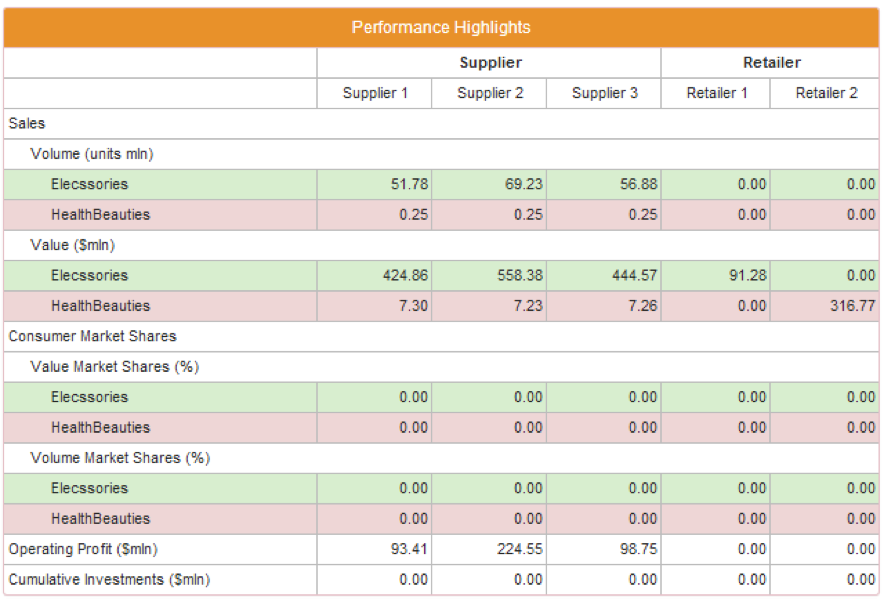 Performance Highlights
Supplier Retailer
Supplier 1 Supplier 2 Supplier 3 Retailer 1 Retailer 2
Sales
Volume (units mln)
Elecssories 51.78 69.23 56.88 0.00 0.00
HealthBeauties 0.25 0.25 0.25 0.00 0.00
Value ($mln)
Elecssories 424.86 558.38 444.57 91.28 0.00
HealthBeauties 7.30 7.23 7.26 0.00 316.77
Consumer Market Shares
Value Market Shares (%)
Elecssories 0.00 0.00 0.00 0.00 0.00
HealthBeauties 0.00 0.00 0.00 0.00 0.00
Volume Market Shares (%)
Elecssories 0.00 0.00 0.00 0.00 0.00
HealthBeauties 0.00 0.00 0.00 0.00 0.00
Operating Profit ($mln) 93.41 224.55 98.75 0.00 0.00
Cumulative Investments ($mln) 0.00 0.00 0.00 0.00 0.00